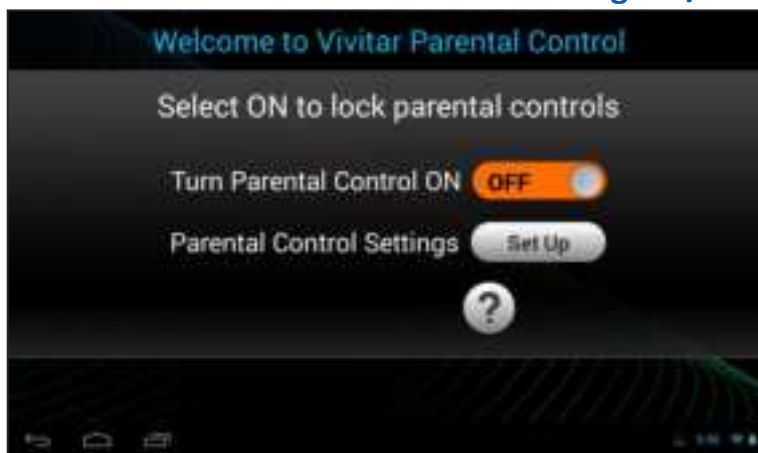 Welcome to Vivitar Parental Control
Select ON to lock parental controls
Turn Parental Control ON OFF
Parental Control Settings Set Up
?